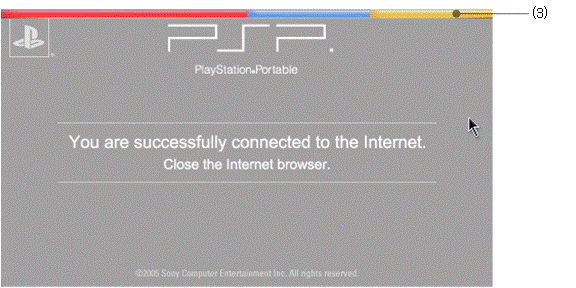 (3)
PSP.
PlayStation®Portable
You are successfully connected to the Internet.
Close the Internet browser.
©2005 Sony Computer Entertainment Inc. All rights reserved.